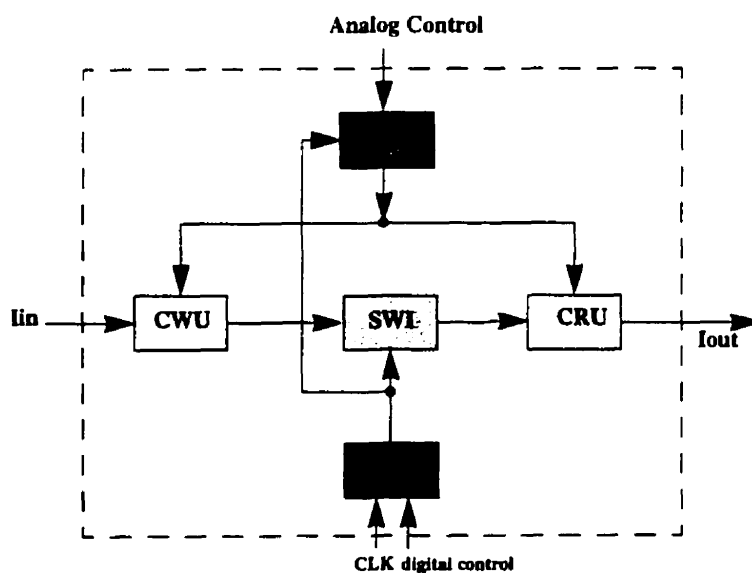 Analog Control
Iin
CWU
SWI
CRU
Iout
CLK digital control